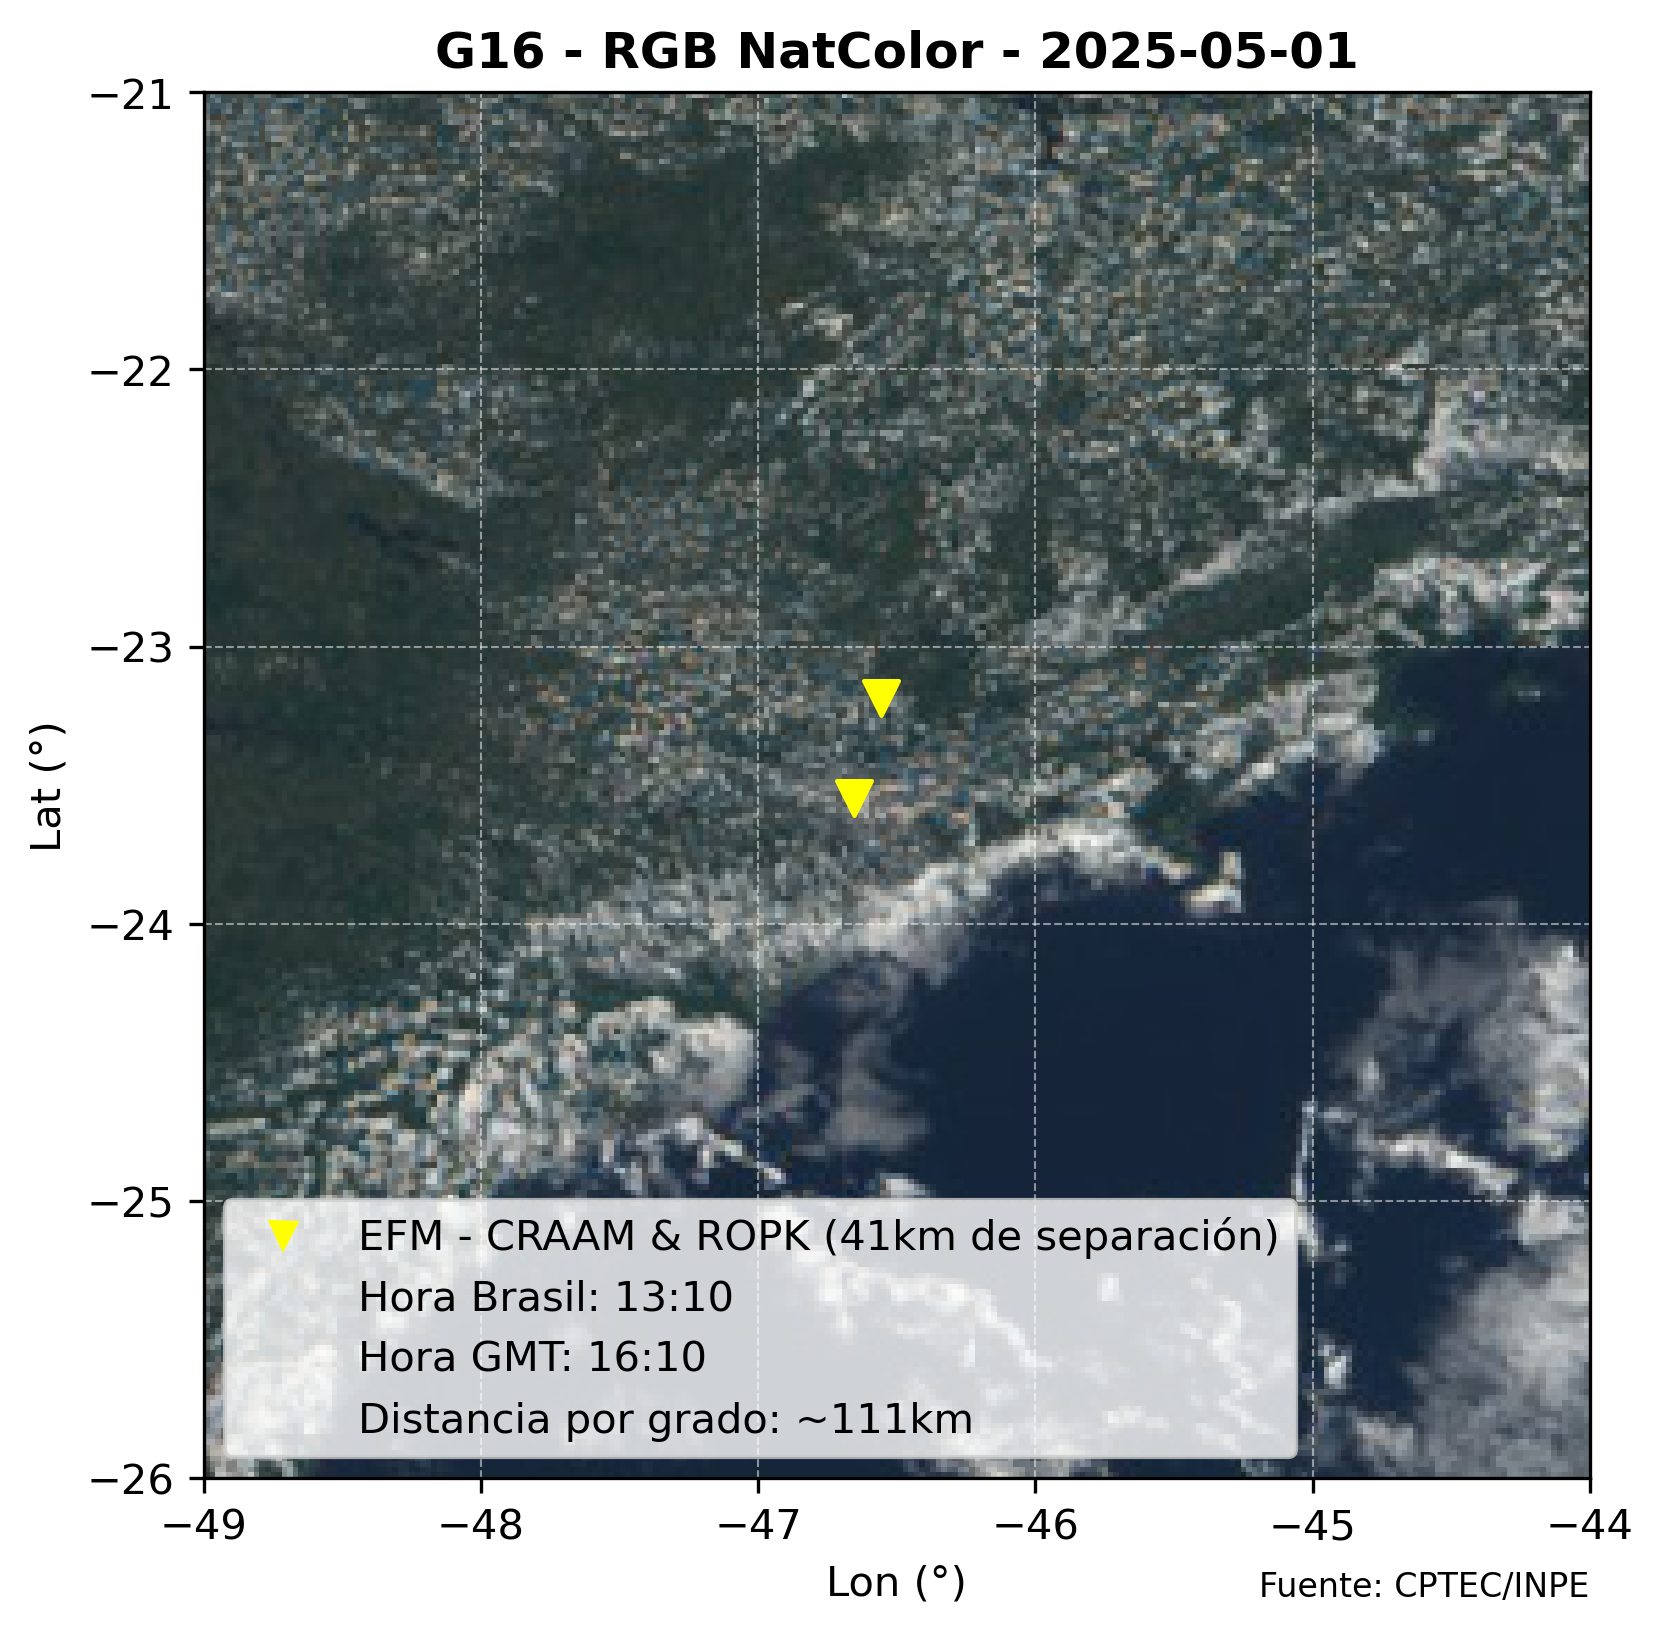 G16 - RGB NatColor - 2025-05-01
−21
−22
−23
−24
−25
−26
Lat (°)
EFM - CRAAM & ROPK (41km de separación)
Hora Brasil: 13:10
Hora GMT: 16:10
Distancia por grado: ~111km
−49
−48
−47
−46
−45
−44
Lon (°)
Fuente: CPTEC/INPE